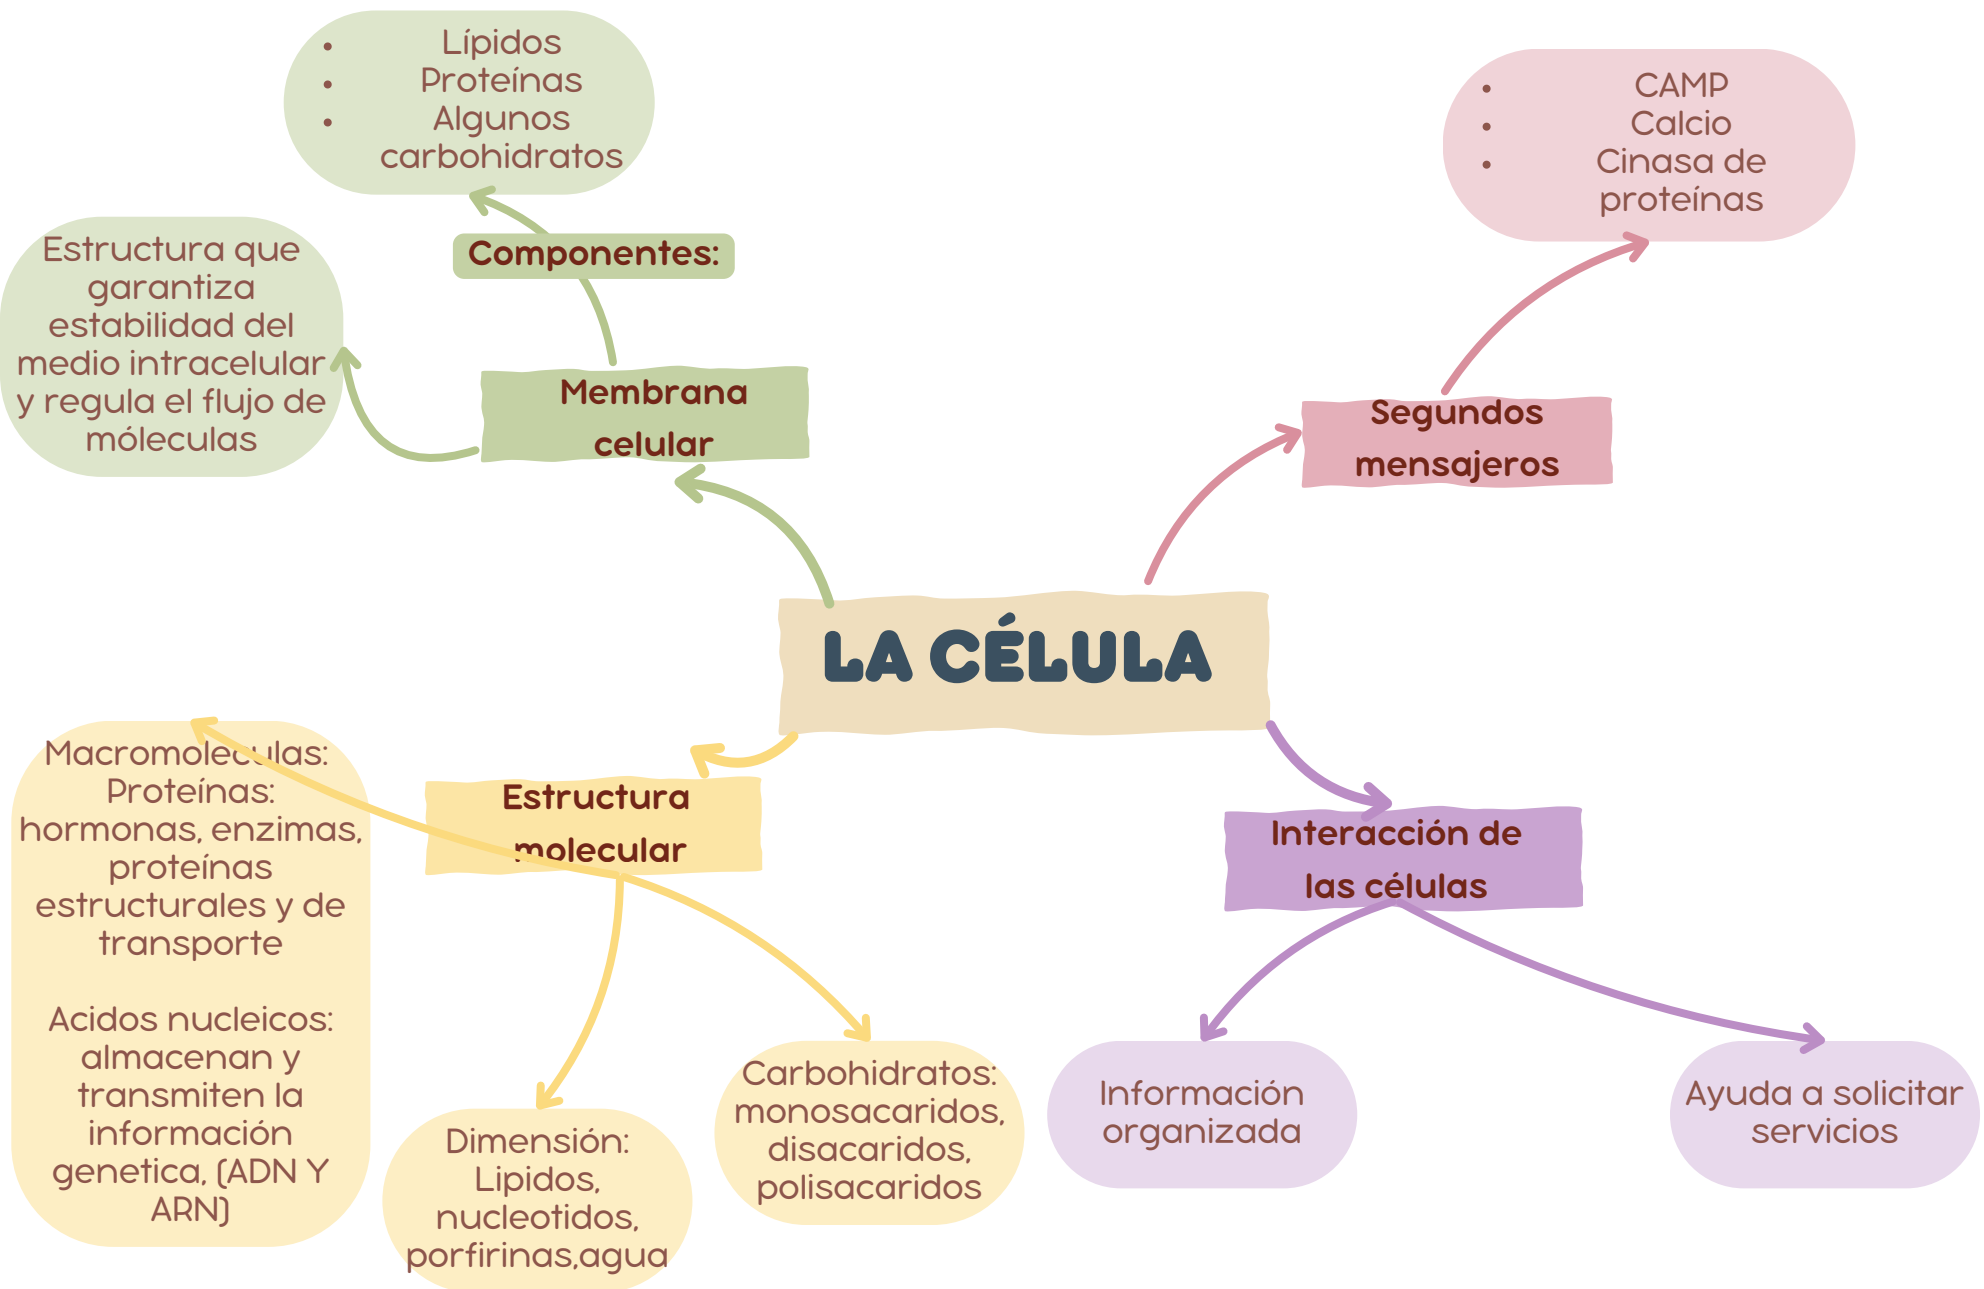 LA CÉLULA
Membrana
celular
Componentes:
• Lípidos
• Proteínas
• Algunos
carbohidratos
Estructura que
garantiza
estabilidad del
medio intracelular
y regula el flujo de
móleculas
Segundos
mensajeros
• CAMP
• Calcio
• Cinasa de
proteínas
Estructura
molecular
Macromoleculas:
Proteínas:
hormonas, enzimas,
proteínas
estructurales y de
transporte
Acidos nucleicos:
almacenan y
transmiten la
información
genetica, (ADN Y
ARN)
Dimensión:
Lipidos,
nucleotidos,
porfirinas,agua
Carbohidratos:
monosacaridos,
disacaridos,
polisacaridos
Interacción de
las células
Información
organizada
Ayuda a solicitar
servicios